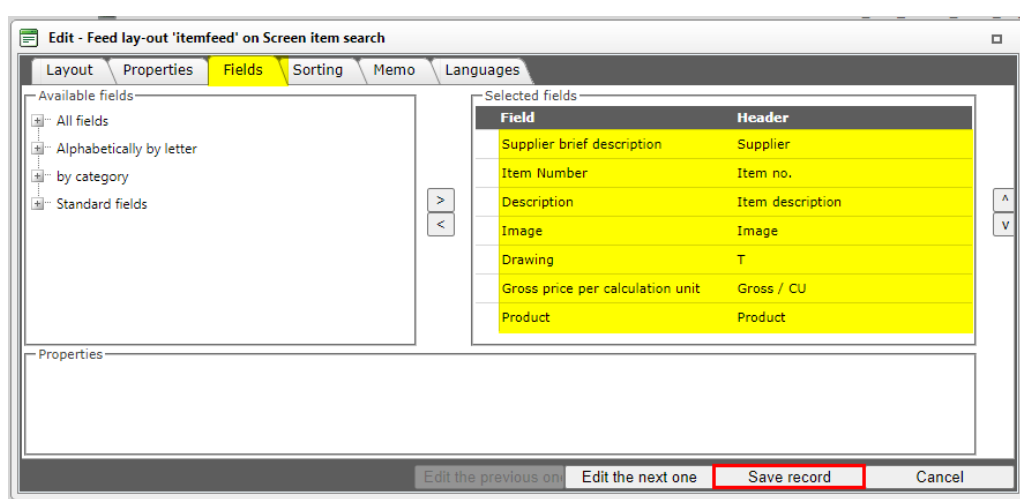 Edit - Feed lay-out 'itemfeed' on Screen item search
Layout Properties Fields Sorting Memo Languages
Available fields
All fields
Alphabetically by letter
by category
Standard fields
>
<
Selected fields
Field Header
Supplier brief description Supplier
Item Number Item no.
Description Item description
Image Image
Drawing T
Gross price per calculation unit Gross / CU
Product Product
^
v
Properties
Edit the previous one Edit the next one Save record Cancel